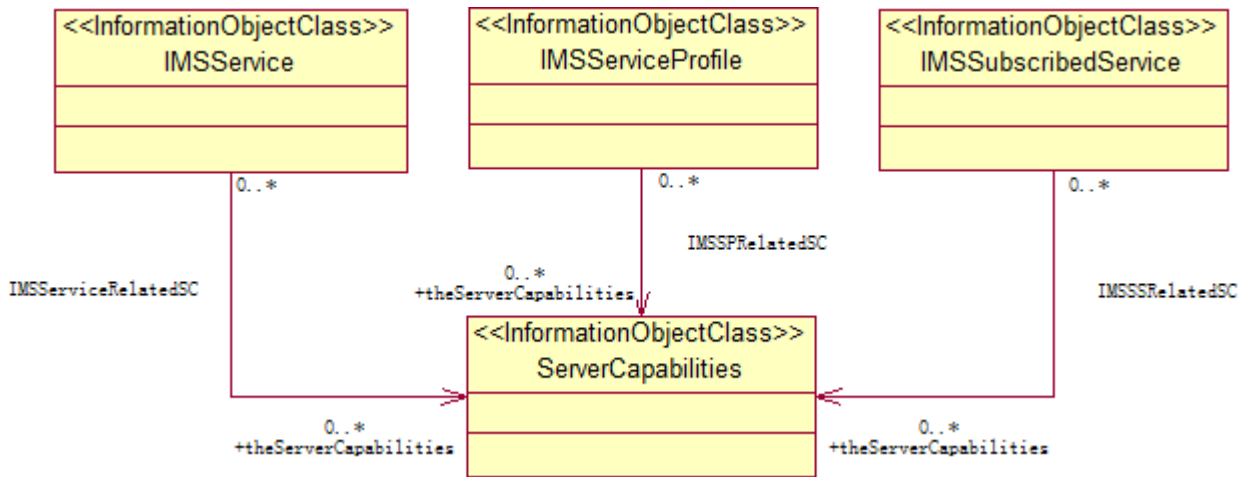 <<InformationObjectClass>>
IMSService
<<InformationObjectClass>>
IMSServiceProfile
<<InformationObjectClass>>
IMSSubscribedService
0..*
0..*
0..*
IMSSPRelatedSC
IMSServiceRelatedSC
IMSSSRelatedSC
0..*
+theServerCapabilities
<<InformationObjectClass>>
ServerCapabilities
0..*
+theServerCapabilities
0..*
+theServerCapabilities